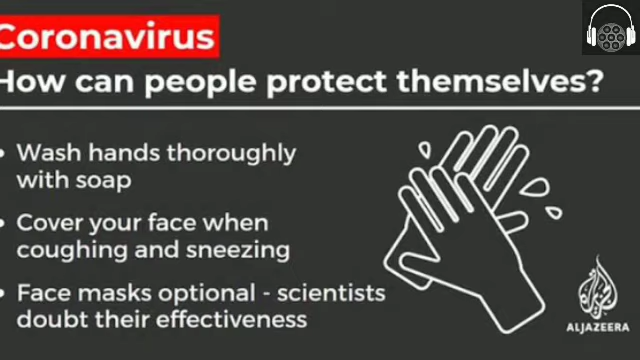 Coronavirus
How can people protect themselves?
• Wash hands thoroughly
with soap
• Cover your face when
coughing and sneezing
• Face masks optional - scientists
doubt their effectiveness
ALJAZEERA